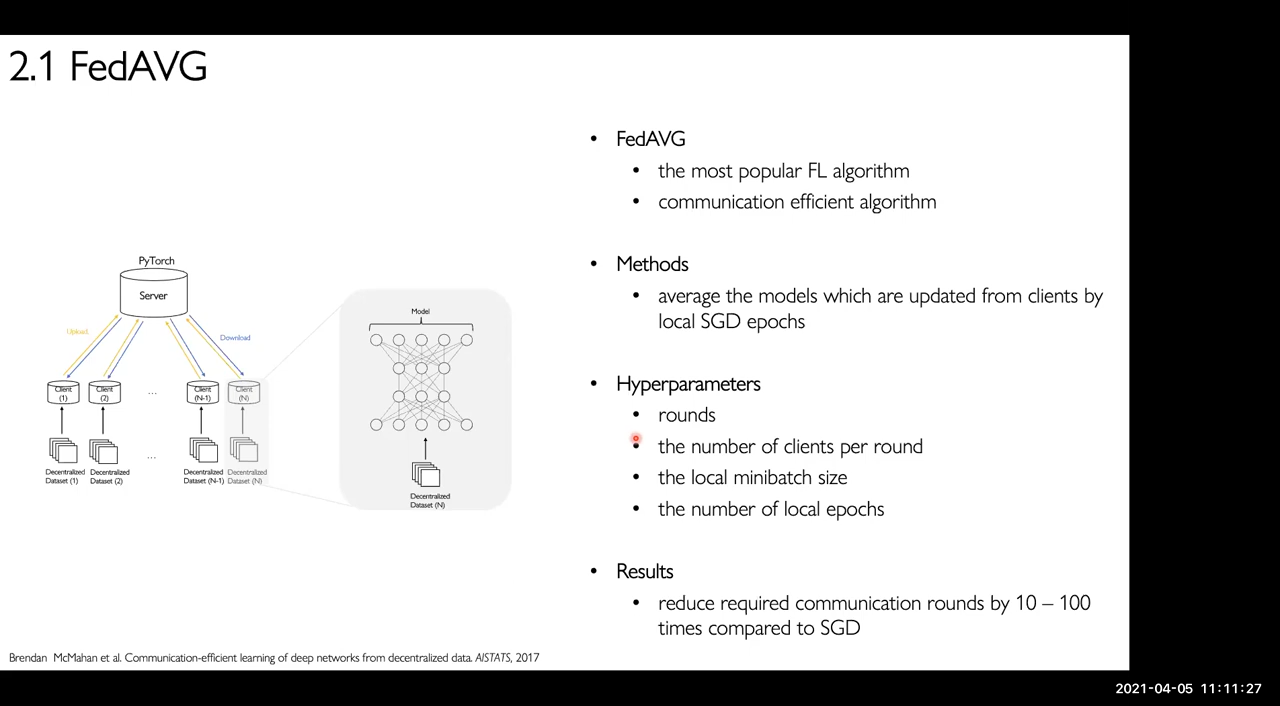 2.1 FedAVG
PyTorch
Server
Upload
Download
Client
(1)
Client
(2)
...
Client
(N-1)
Client
(N)
Decentralized
Dataset (1)
Decentralized
Dataset (2)
...
Decentralized
Dataset (N-1)
Decentralized
Dataset (N)
Model
Decentralized
Dataset (N)
• FedAVG
• the most popular FL algorithm
• communication efficient algorithm
• Methods
• average the models which are updated from clients by
local SGD epochs
• Hyperparameters
• rounds
• the number of clients per round
• the local minibatch size
• the number of local epochs
• Results
• reduce required communication rounds by 10 – 100
times compared to SGD
Brendan McMahan et al. Communication-efficient learning of deep networks from decentralized data. AISTATS, 2017
2021-04-05 11:11:27